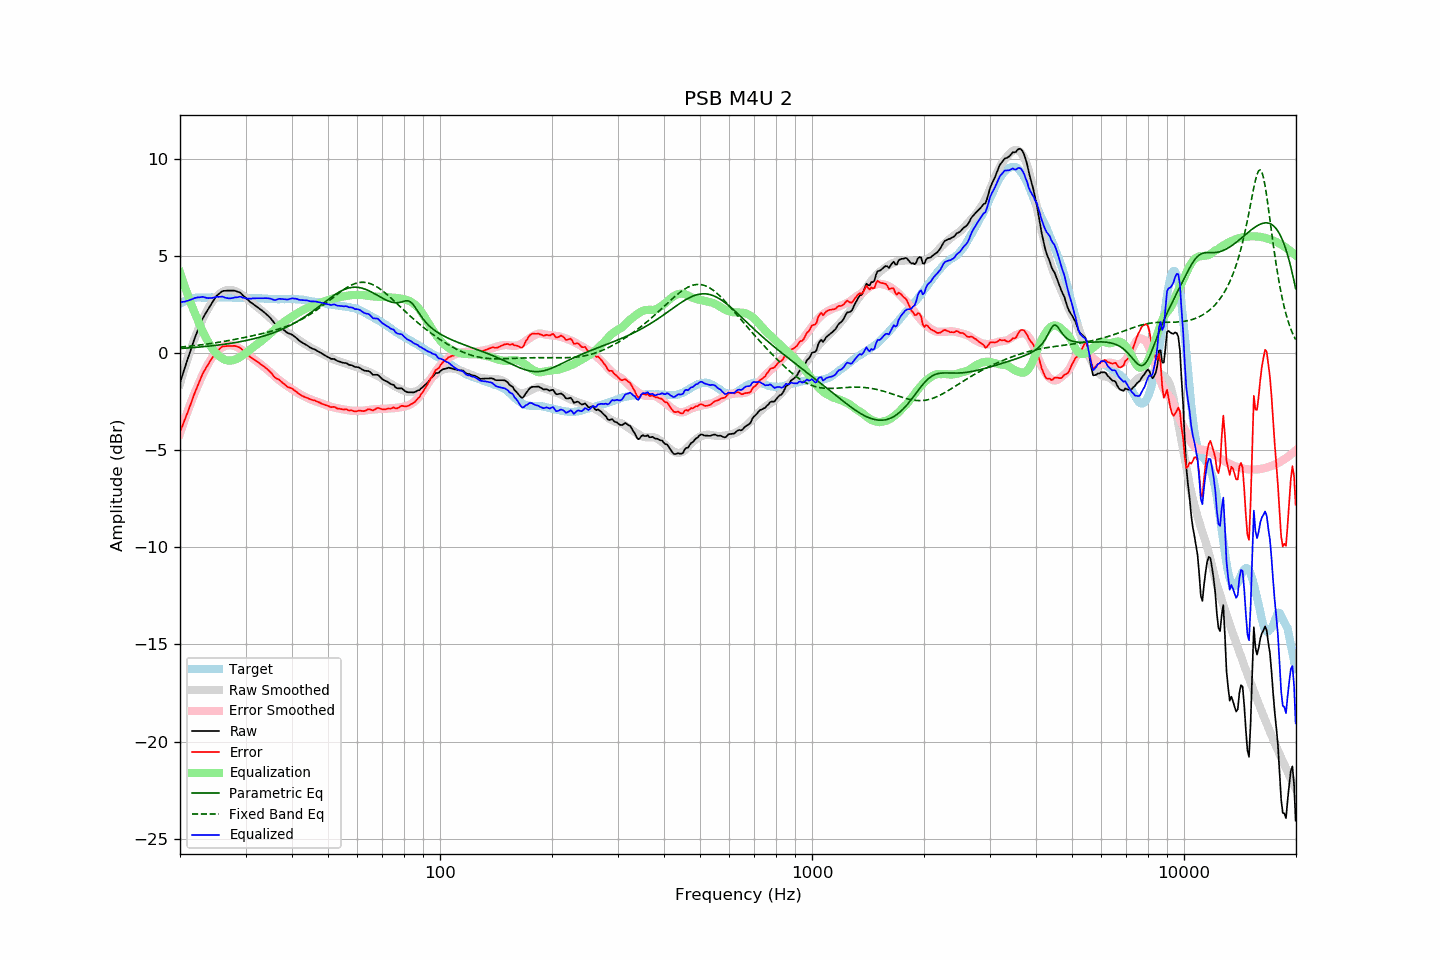 PSB M4U 2
10
5
0
−5
−10
−15
−20
−25
Amplitude (dBr)
Target
Raw Smoothed
Error Smoothed
Raw
Error
Equalization
Parametric Eq
Fixed Band Eq
Equalized
100
1000
10000
Frequency (Hz)